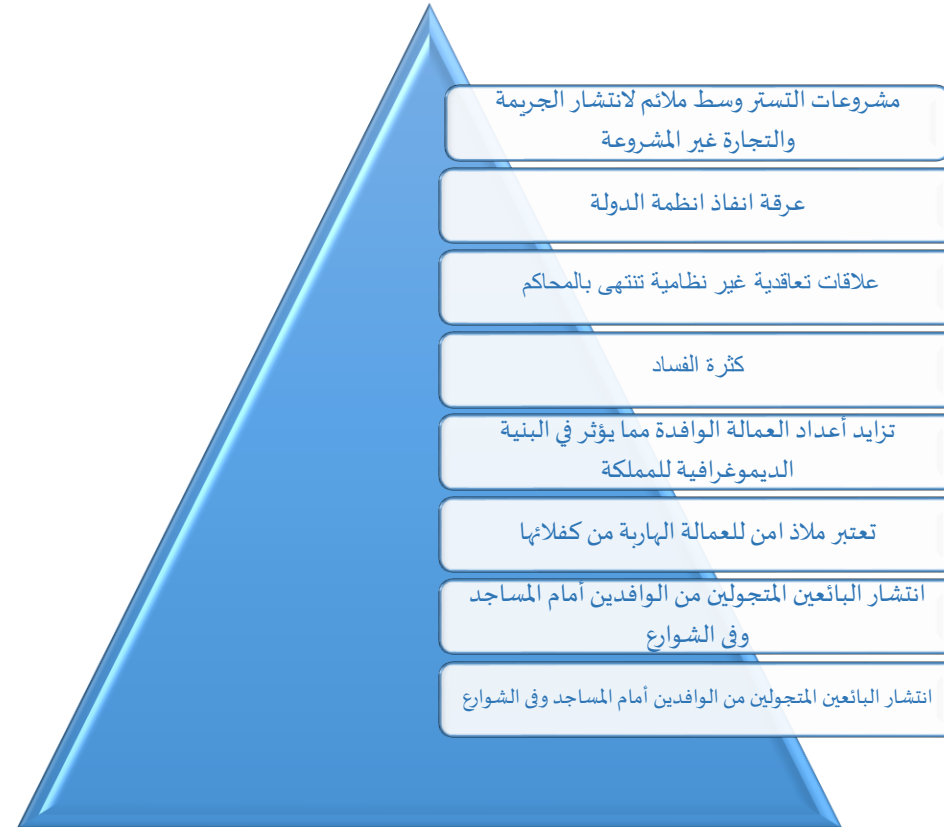 مشروعات التستر وسط ملائم لانتشار الجريمة
والتجارة غير المشروعة
عرقة انفاذ انظمة الدولة
علاقات تعاقدية غير نظامية تنتهى بالمحاكم
كثرة الفساد
تزايد أعداد العمالة الوافدة مما يؤثر في البنية
الديموغرافية للمملكة
تعتبر ملاذ امن للعمالة الهاربة من كفلائها
انتشار البائعين المتجولين من الوافدين أمام المساجد
وفى الشوارع
انتشار البائعين المتجولين من الوافدين أمام المساجد وفى الشوارع